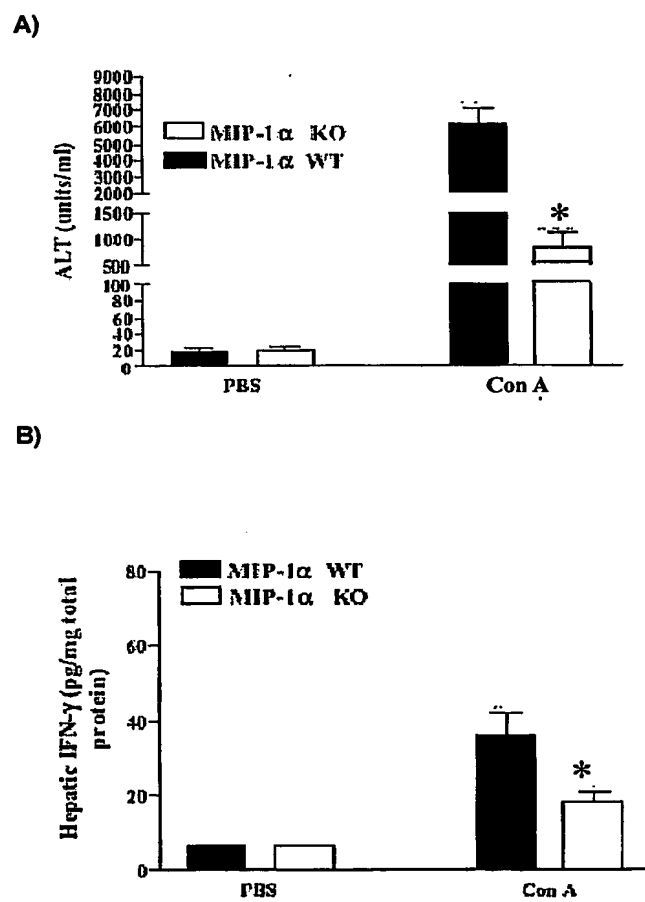 A)
9000
8000
7000
6000
5000
4000
3000
2000
1500
1000
500
100
80
60
40
20
0
ALT (units/ml)
MIP-1α KO
MIP-1α WT
*
PBS
Con A
B)
80
60
40
20
0
Hepatic IFN-γ (pg/mg total
protein)
MIP-1α WT
MIP-1α KO
*
PBS
Con A